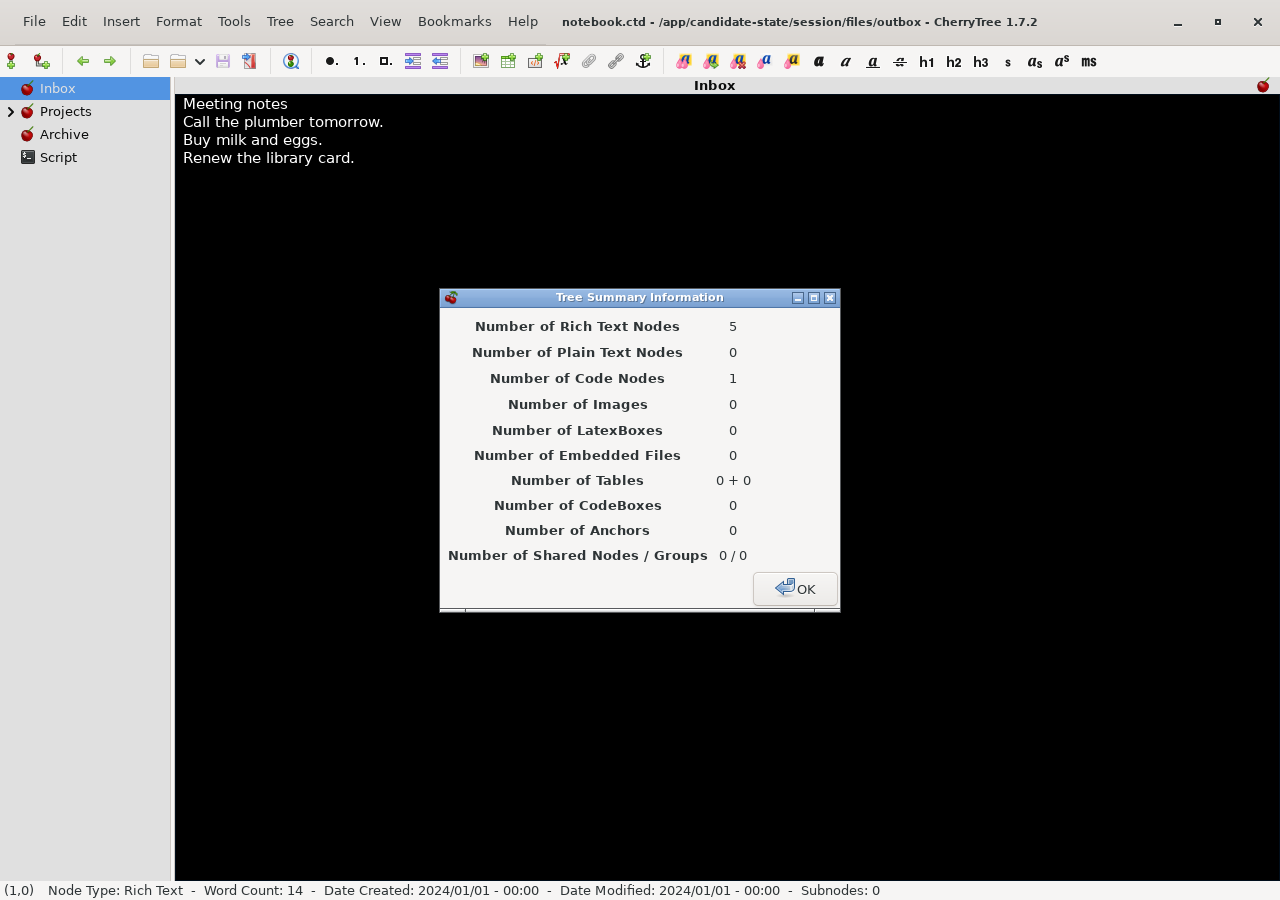 File Edit Insert Format Tools Tree Search View Bookmarks Help notebook.ctd - /app/candidate-state/session/files/outbox - CherryTree 1.7.2
1. a a a a a a a a h1 h2 h3 s as as ms
Inbox
Projects
Archive
Script
Inbox
Meeting notes
Call the plumber tomorrow.
Buy milk and eggs.
Renew the library card.
Tree Summary Information
Number of Rich Text Nodes 5
Number of Plain Text Nodes 0
Number of Code Nodes 1
Number of Images 0
Number of LatexBoxes 0
Number of Embedded Files 0
Number of Tables 0 + 0
Number of CodeBoxes 0
Number of Anchors 0
Number of Shared Nodes / Groups 0 / 0
OK
(1,0) Node Type: Rich Text - Word Count: 14 - Date Created: 2024/01/01 - 00:00 - Date Modified: 2024/01/01 - 00:00 - Subnodes: 0